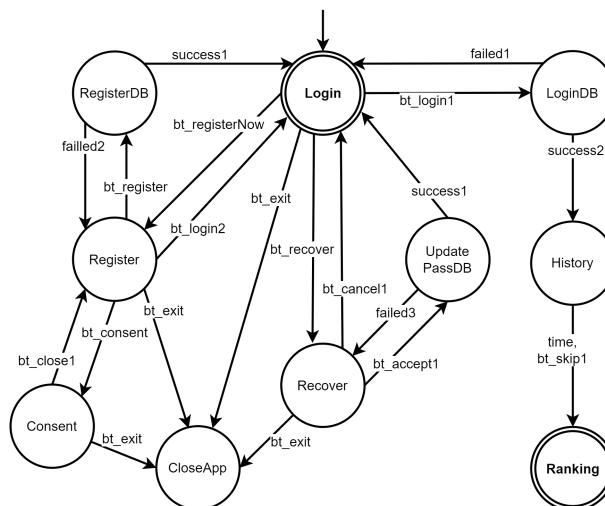 success1
failed1
RegisterDB
Login
LoginDB
bt_login1
bt_registerNow
failled2
success2
bt_register
success1
bt_login2
bt_exit
bt_recover
Register
Update
PassDB
History
bt_cancel1
bt_exit
failed3
bt_consent
time,
bt_skip1
bt_close1
bt_accept1
Recover
Consent
bt_exit
bt_exit
CloseApp
Ranking